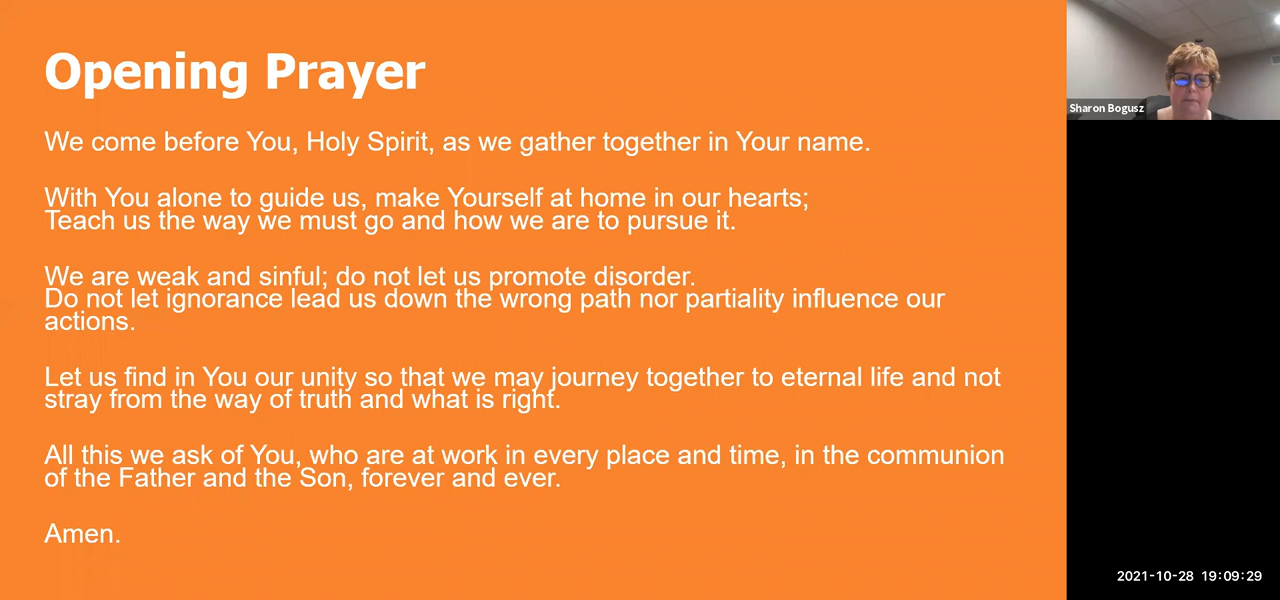 Opening Prayer
We come before You, Holy Spirit, as we gather together in Your name.
With You alone to guide us, make Yourself at home in our hearts;
Teach us the way we must go and how we are to pursue it.
We are weak and sinful; do not let us promote disorder.
Do not let ignorance lead us down the wrong path nor partiality influence our
actions.
Let us find in You our unity so that we may journey together to eternal life and not
stray from the way of truth and what is right.
All this we ask of You, who are at work in every place and time, in the communion
of the Father and the Son, forever and ever.
Amen.
Sharon Bogusz
2021-10-28 19:09:29